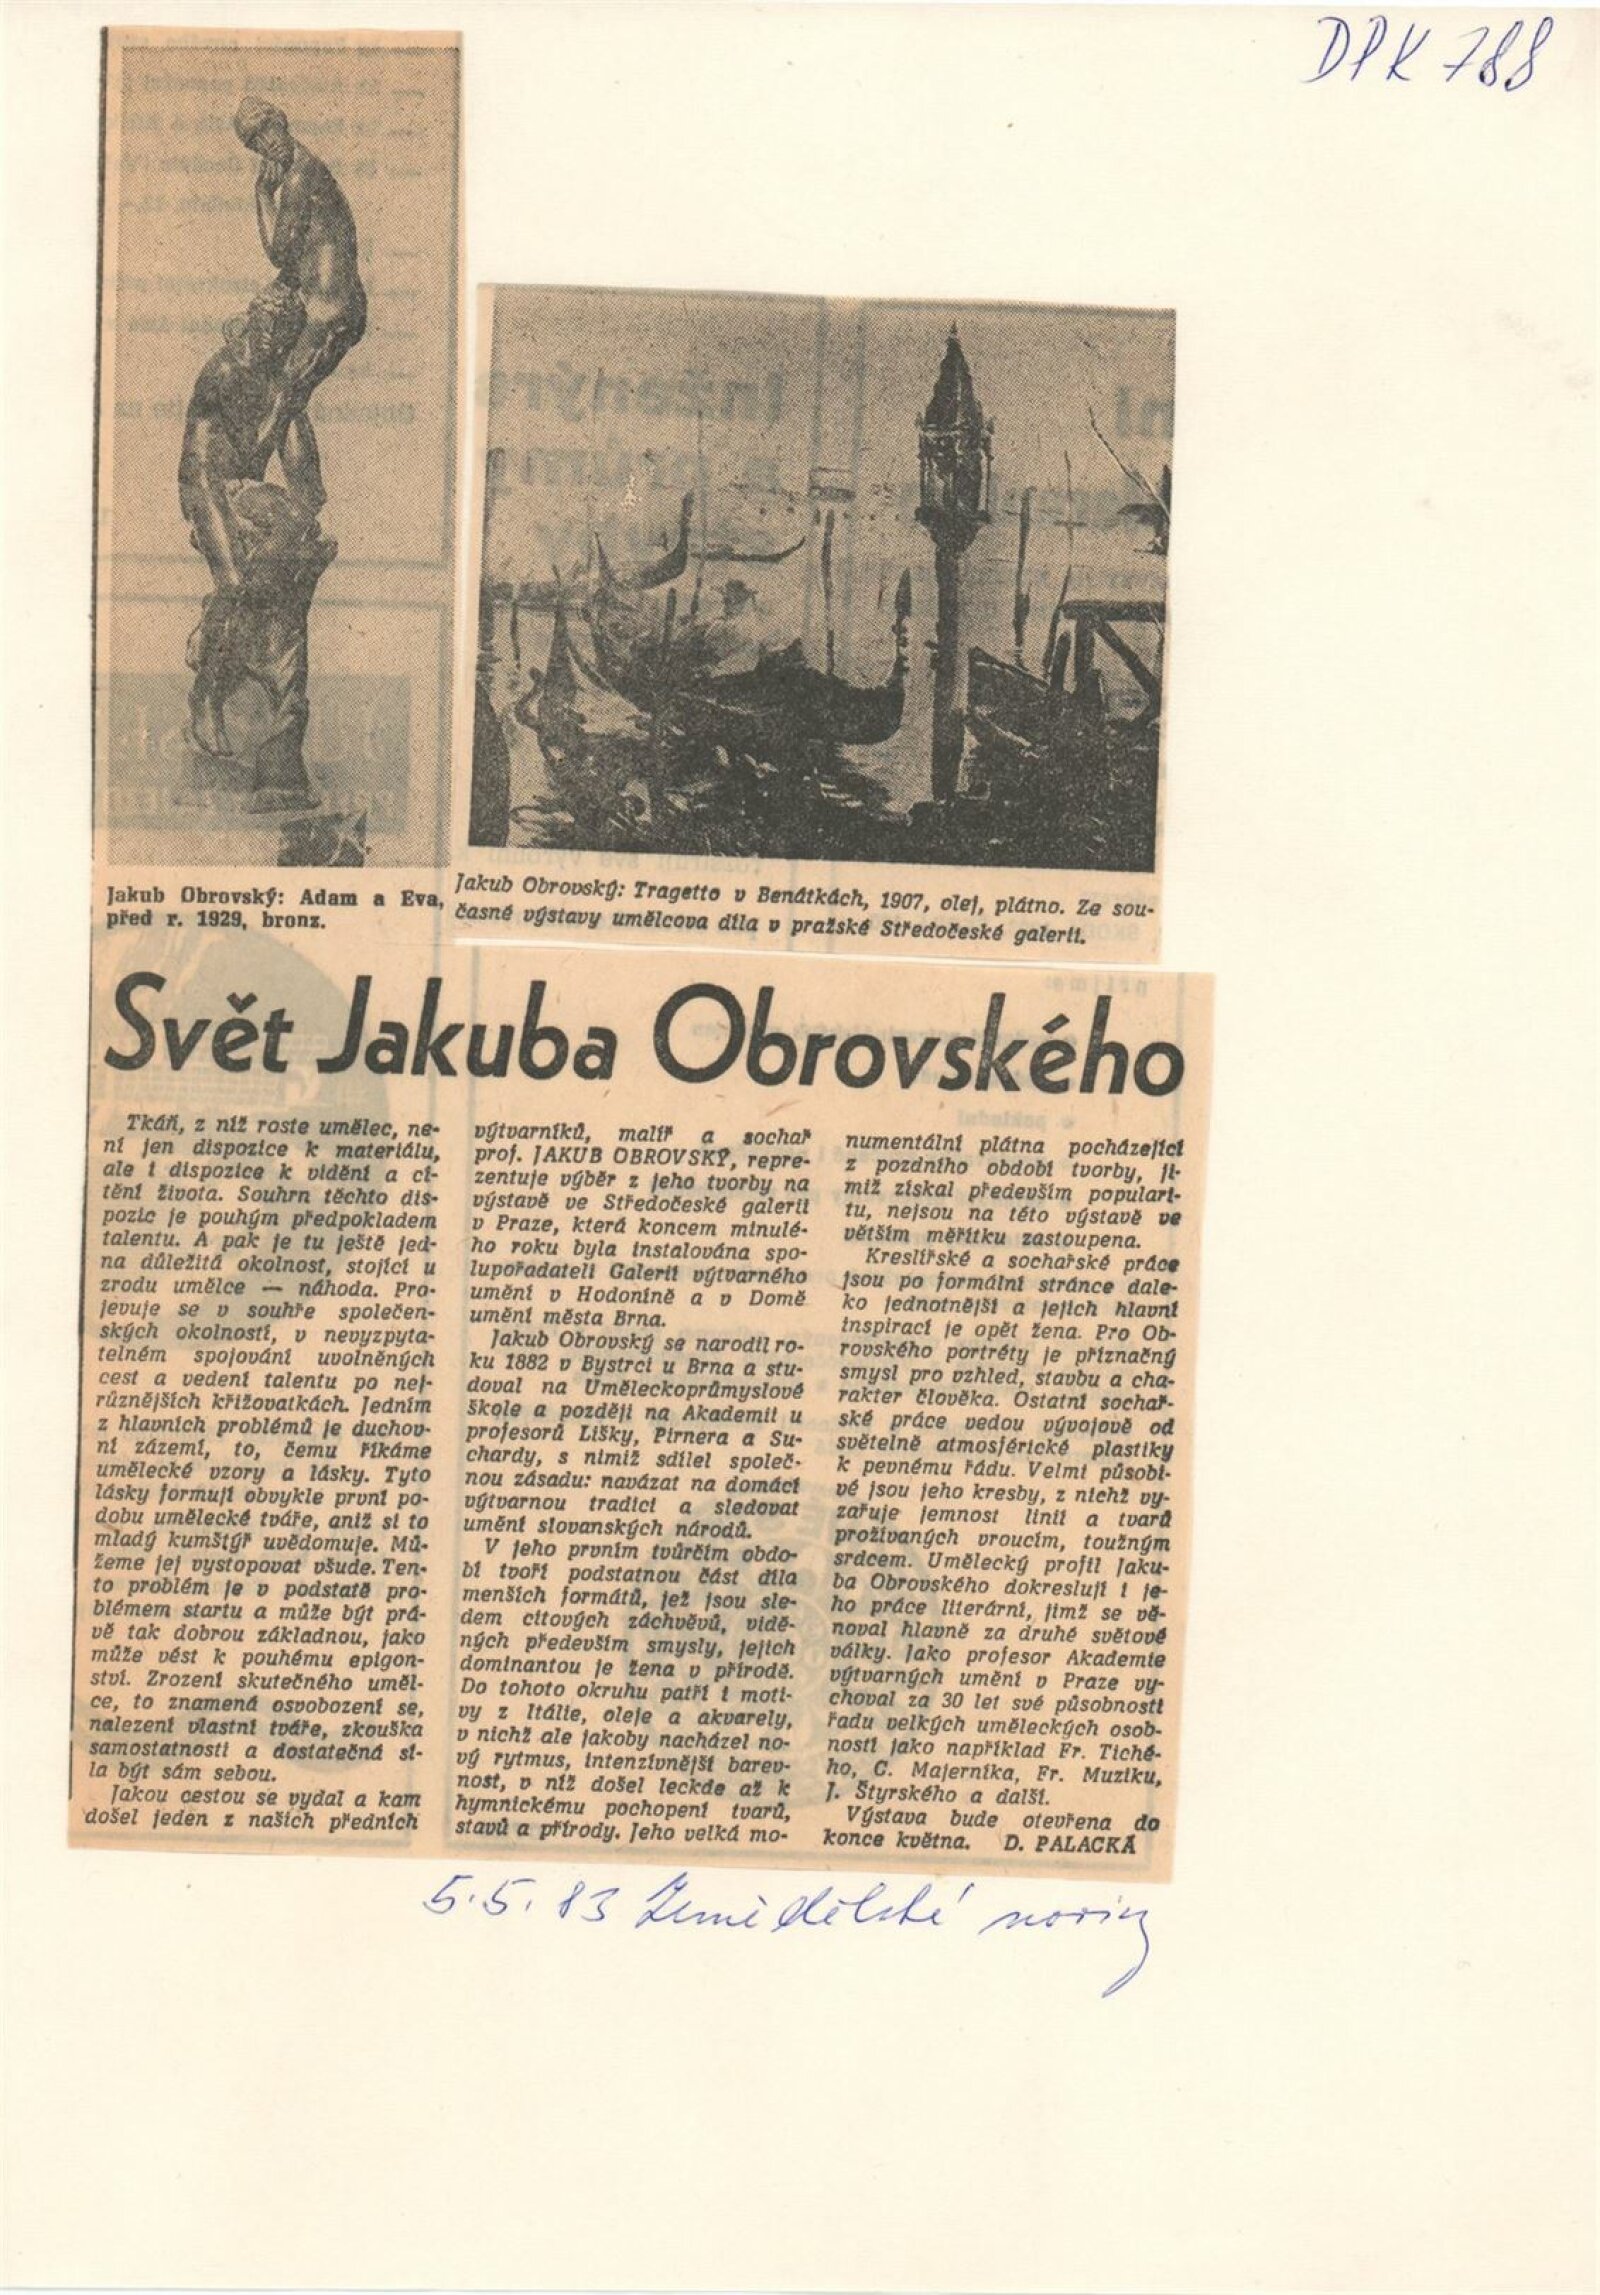 DPK 788
Jakub Obrovský: Adam a Eva,
před r. 1929, bronz.
Jakub Obrovský: Tragetto v Benátkách, 1907, olej, plátno. Ze sou-
časné výstavy umělcova díla v pražské Středočeské galerii.
Svět Jakuba Obrovského
Tkáň, z níž roste umělec, ne-
ní jen dispozice k materiálu,
ale i dispozice k vidění a cí-
tění života. Souhrn těchto dis-
pozic je pouhým předpokladem
talentu. A pak je tu ještě jed-
na důležitá okolnost, stojící u
zrodu umělce — náhoda. Pro-
jevuje se v souhře společen-
ských okolností, v nevyzpyta-
telném spojování uvolněných
cest a vedení talentu po nej-
různějších křižovatkách. Jedním
z hlavních problémů je duchov-
ní zázemí, to, čemu říkáme
umělecké vzory a lásky. Tyto
lásky formují obvykle první po-
dobu umělecké tváře, aniž si to
mladý kumštýř uvědomuje. Mů-
žeme jej vystopovat všude. Ten-
to problém je v podstatě pro-
blémem startu a může být prá-
vě tak dobrou základnou, jako
může vést k pouhému epigon-
ství. Zrození skutečného uměl-
ce, to znamená osvobození se,
nalezení vlastní tváře, zkouška
samostatnosti a dostatečná sí-
la být sám sebou.
Jakou cestou se vydal a kam
došel jeden z našich předních
výtvarníků, malíř a sochař
prof. JAKUB OBROVSKÝ, repre-
zentuje výběr z jeho tvorby na
výstavě ve Středočeské galerii
v Praze, která koncem minulé-
ho roku byla instalována spo-
lupořadateli Galerií výtvarného
umění v Hodoníně a v Domě
umění města Brna.
Jakub Obrovský se narodil ro-
ku 1882 v Bystrci u Brna a stu-
doval na Uměleckoprůmyslové
škole a později na Akademii u
profesorů Lišky, Pirnera a Su-
chardy, s nimiž sdílel společ-
nou zásadu: navázat na domácí
výtvarnou tradici a sledovat
umění slovanských národů.
V jeho prvním tvůrčím obdo-
bí tvoří podstatnou část díla
menších formátů, jež jsou sle-
dem citových záchvěvů, vidě-
ných především smysly, jejich
dominantou je žena v přírodě.
Do tohoto okruhu patří i moti-
vy z Itálie, oleje a akvarely,
v nichž ale jakoby nacházel no-
vý rytmus, intenzívnější barev-
nost, v níž došel leckde až k
hymnickému pochopení tvarů,
stavů a přírody. Jeho velká mo-
numentální plátna pocházející
z pozdního období tvorby, ji-
miž získal především populari-
tu, nejsou na této výstavě ve
větším měřítku zastoupena.
Kreslířské a sochařské práce
jsou po formální stránce dale-
ko jednotnější a jejich hlavní
inspirací je opět žena. Pro Ob-
rovského portréty je příznačný
smysl pro vzhled, stavbu a cha-
rakter člověka. Ostatní sochař-
ské práce vedou vývojově od
světelně atmosférické plastiky
k pevnému řádu. Velmi působi-
vé jsou jeho kresby, z nichž vy-
zařuje jemnost linií a tvarů
prožívaných vroucím, toužným
srdcem. Umělecký profil Jaku-
ba Obrovského dokreslují i je-
ho práce literární, jimž se vě-
noval hlavně za druhé světové
války. Jako profesor Akademie
výtvarných umění v Praze vy-
choval za 30 let své působnosti
řadu velkých uměleckých osob-
ností jako například Fr. Tiché-
ho, C. Majerníka, Fr. Muziku,
J. Štyrského a další.
Výstava bude otevřena do
konce května. D. PALACKÁ
5.5.83 Zemědělské noviny